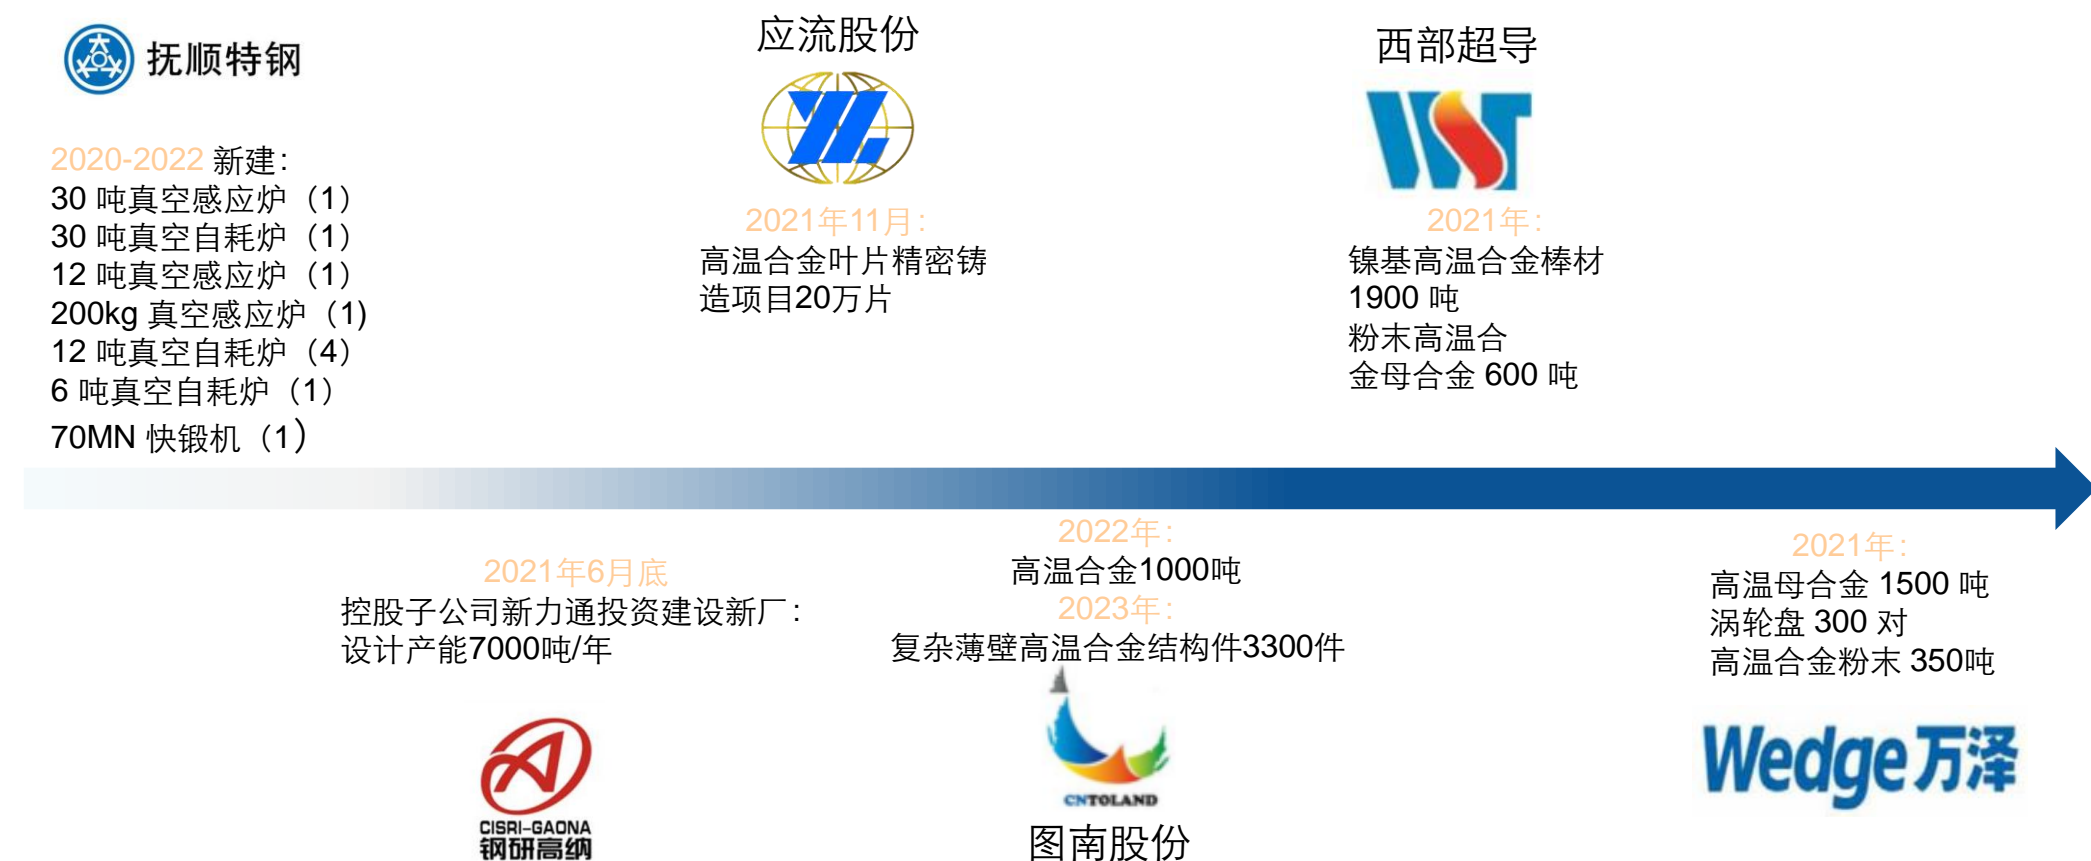 抚顺特钢
2020-2022 新建：
30 吨真空感应炉（1）
30 吨真空自耗炉（1）
12 吨真空感应炉（1）
200kg 真空感应炉（1)
12 吨真空自耗炉（4）
6 吨真空自耗炉（1）
70MN 快锻机（1）
应流股份
2021年11月：
高温合金叶片精密铸
造项目20万片
西部超导
WST
2021年：
镍基高温合金棒材
1900 吨
粉末高温合
金母合金 600 吨
2021年6月底
控股子公司新力通投资建设新厂：
设计产能7000吨/年
CISRI-GAONA
钢研高纳
2022年：
高温合金1000吨
2023年：
复杂薄壁高温合金结构件3300件
CNTOLAND
图南股份
2021年：
高温母合金 1500 吨
涡轮盘 300 对
高温合金粉末 350吨
Wedge万泽